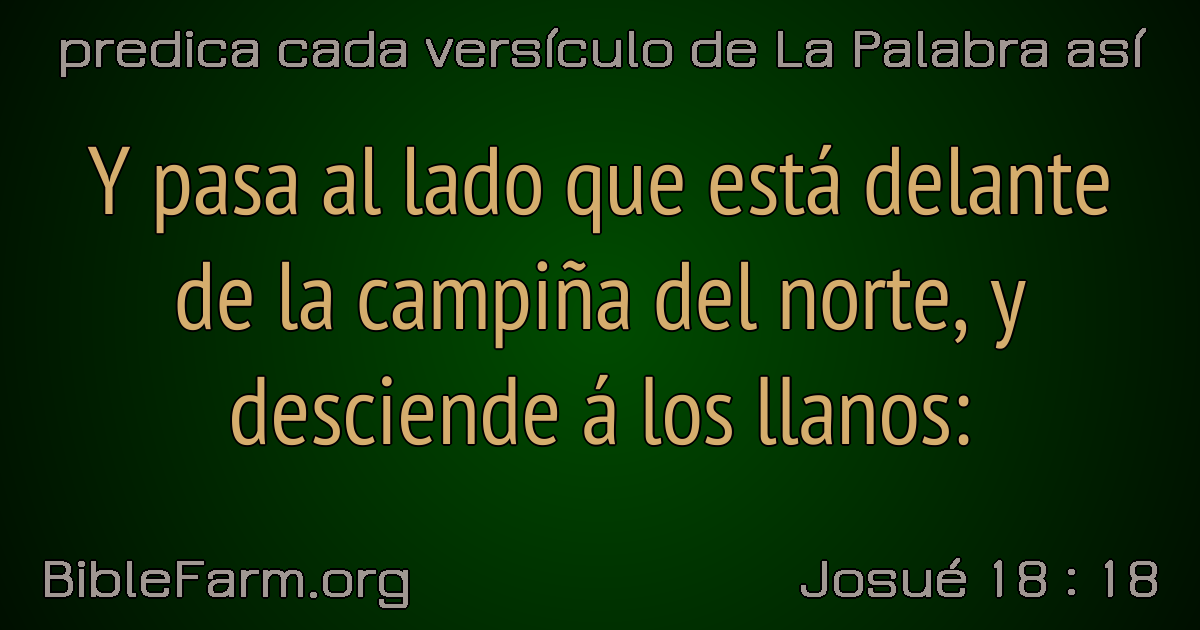 predica cada versículo de La Palabra así
Y pasa al lado que está delante
de la campiña del norte, y
desciende á los llanos:
BibleFarm.org
Josué 18 : 18